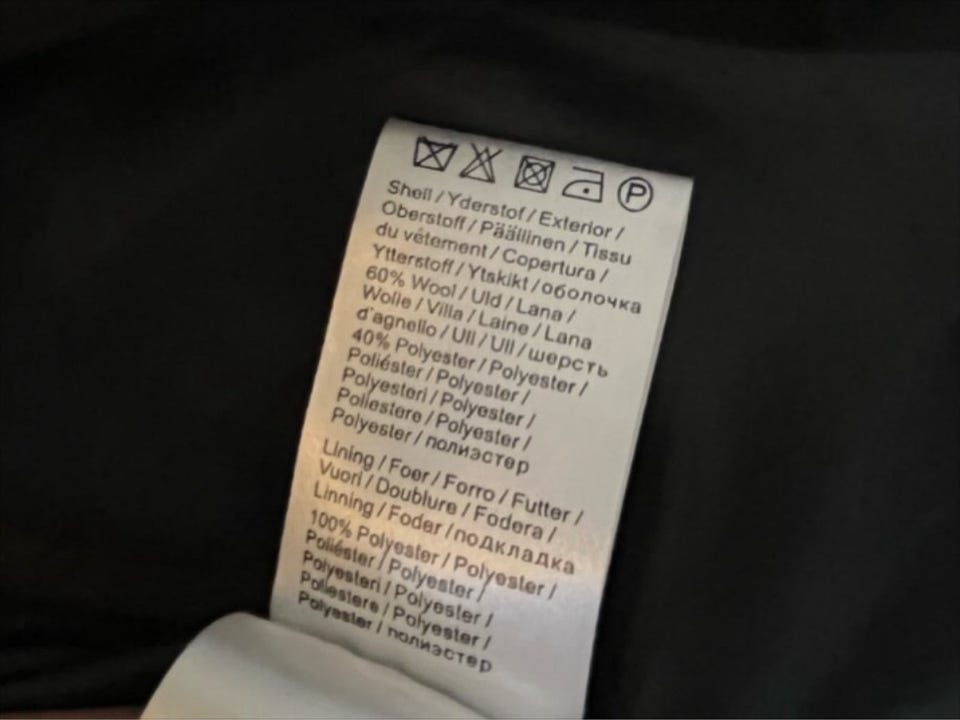 P
Shell / Yderstof / Exterior /
Oberstoff / Päällinen / Tissu
du vêtement / Copertura /
Ytterstoff / Ytskikt / оболочка
60% Wool / Uld / Lana /
Wolle / Villa / Laine / Lana
d'agnello / Ull / Ull / шерсть
40% Polyester / Polyester /
Poliéster / Polyester /
Polyesteri / Polyester /
Poliestere / Polyester /
Polyester / полиэстер
Lining / Foer / Forro / Futter /
Vuori / Doublure / Fodera /
Linning / Foder / подкладка
100% Polyester / Polyester /
Poliéster / Polyester /
Polyesteri / Polyester /
Poliestere / Polyester /
Polyester / полиэстер